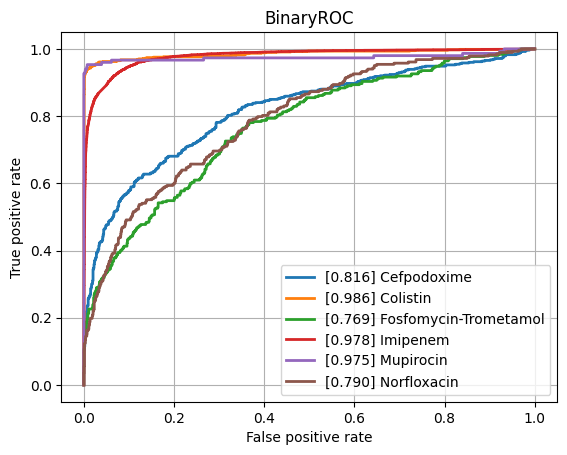 BinaryROC
True positive rate
1.0
0.8
0.6
0.4
0.2
0.0
[0.816] Cefpodoxime
[0.986] Colistin
[0.769] Fosfomycin-Trometamol
[0.978] Imipenem
[0.975] Mupirocin
[0.790] Norfloxacin
0.0 0.2 0.4 0.6 0.8 1.0
False positive rate